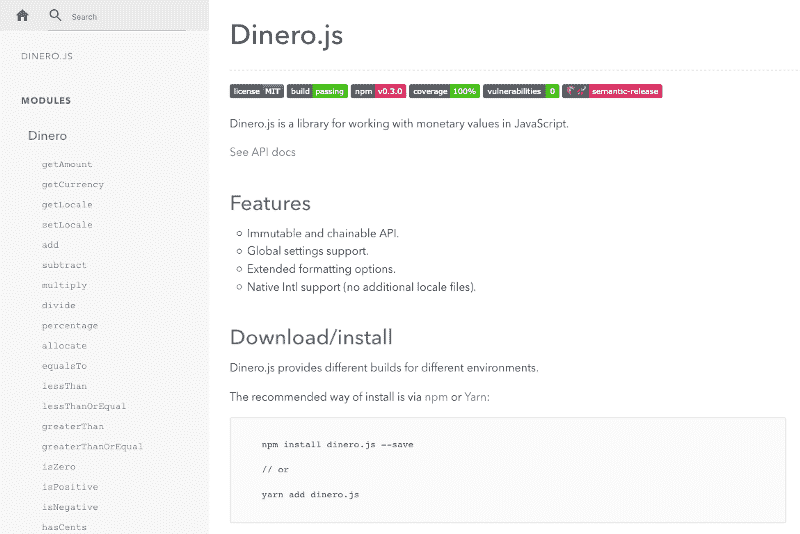 Search
DINERO.JS
MODULES
Dinero
getAmount
getCurrency
getLocale
setLocale
add
subtract
multiply
divide
percentage
allocate
equalsTo
lessThan
lessThanOrEqual
greaterThan
greaterThanOrEqual
isZero
isPositive
isNegative
hasCents
Dinero.js
license MIT build passing npm v0.3.0 coverage 100% vulnerabilities 0 semantic-release
Dinero.js is a library for working with monetary values in JavaScript.
See API docs
Features
Immutable and chainable API.
Global settings support.
Extended formatting options.
Native Intl support (no additional locale files).
Download/install
Dinero.js provides different builds for different environments.
The recommended way of install is via npm or Yarn:
npm install dinero.js --save
// or
yarn add dinero.js